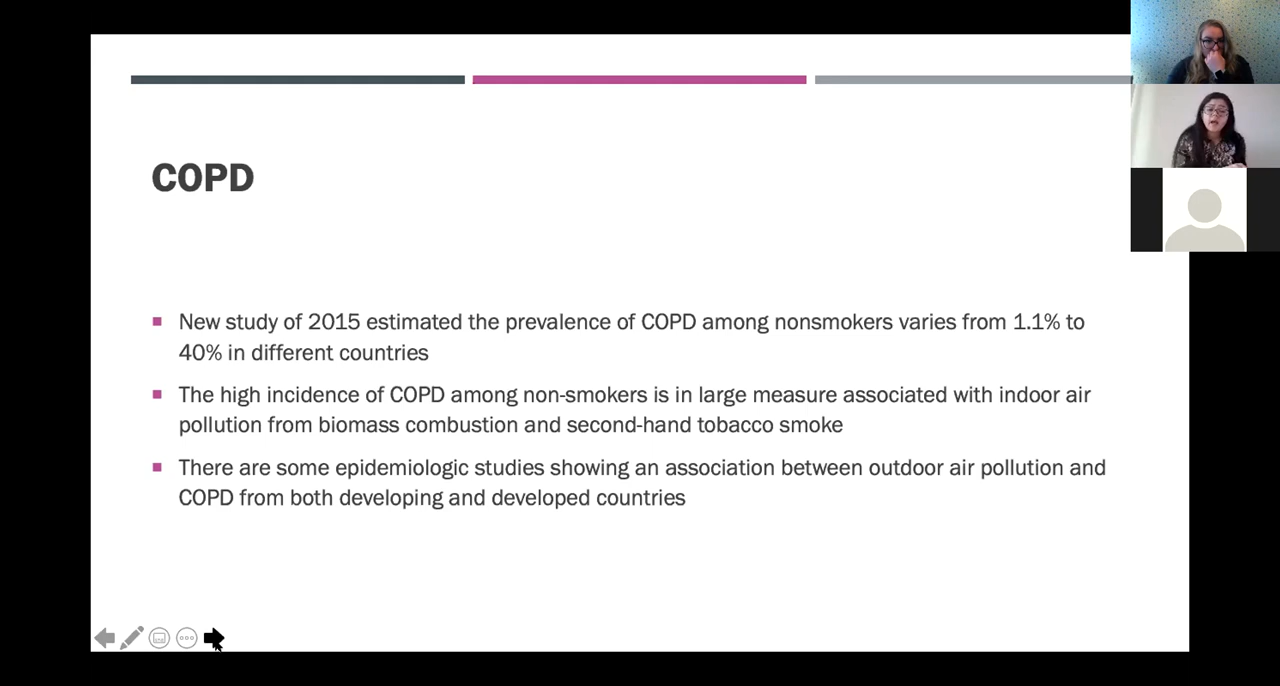 COPD
New study of 2015 estimated the prevalence of COPD among nonsmokers varies from 1.1% to
40% in different countries
The high incidence of COPD among non-smokers is in large measure associated with indoor air
pollution from biomass combustion and second-hand tobacco smoke
There are some epidemiologic studies showing an association between outdoor air pollution and
COPD from both developing and developed countries